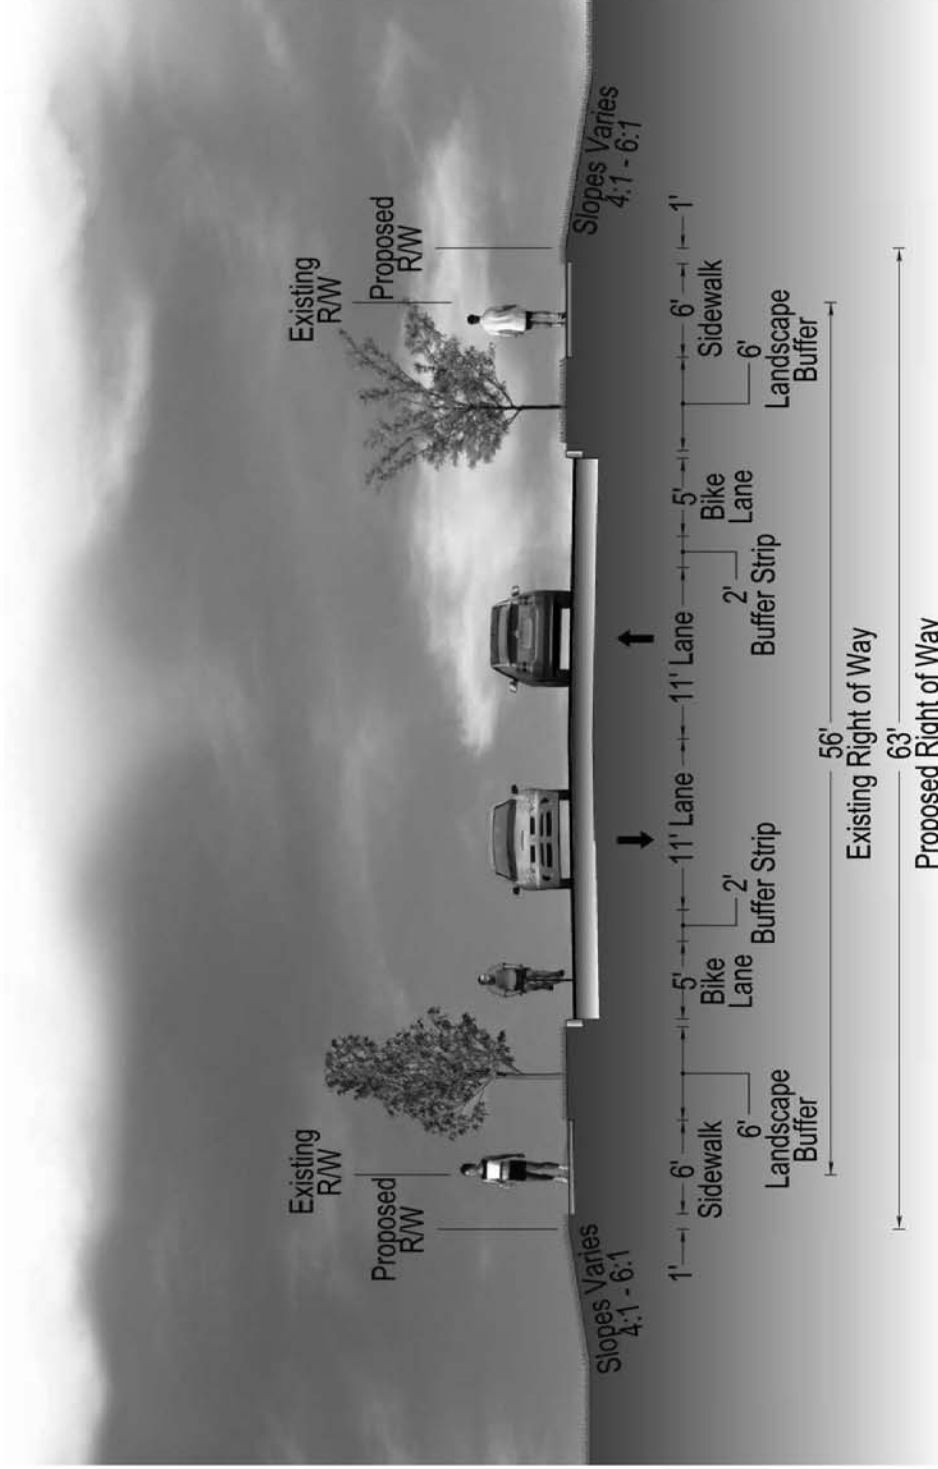 Existing
R/W
Proposed
R/W
Existing
R/W
Proposed
R/W
Slopes Varies
4:1 - 6:1
Slopes Varies
4:1 - 6:1
1'
6'
Sidewalk
6'
Landscape
Buffer
5'
Bike
Lane
2'
Buffer Strip
11' Lane
11' Lane
2'
Buffer Strip
5'
Bike
Lane
6'
Landscape
Buffer
6'
Sidewalk
1'
56'
Existing Right of Way
63'
Proposed Right of Way